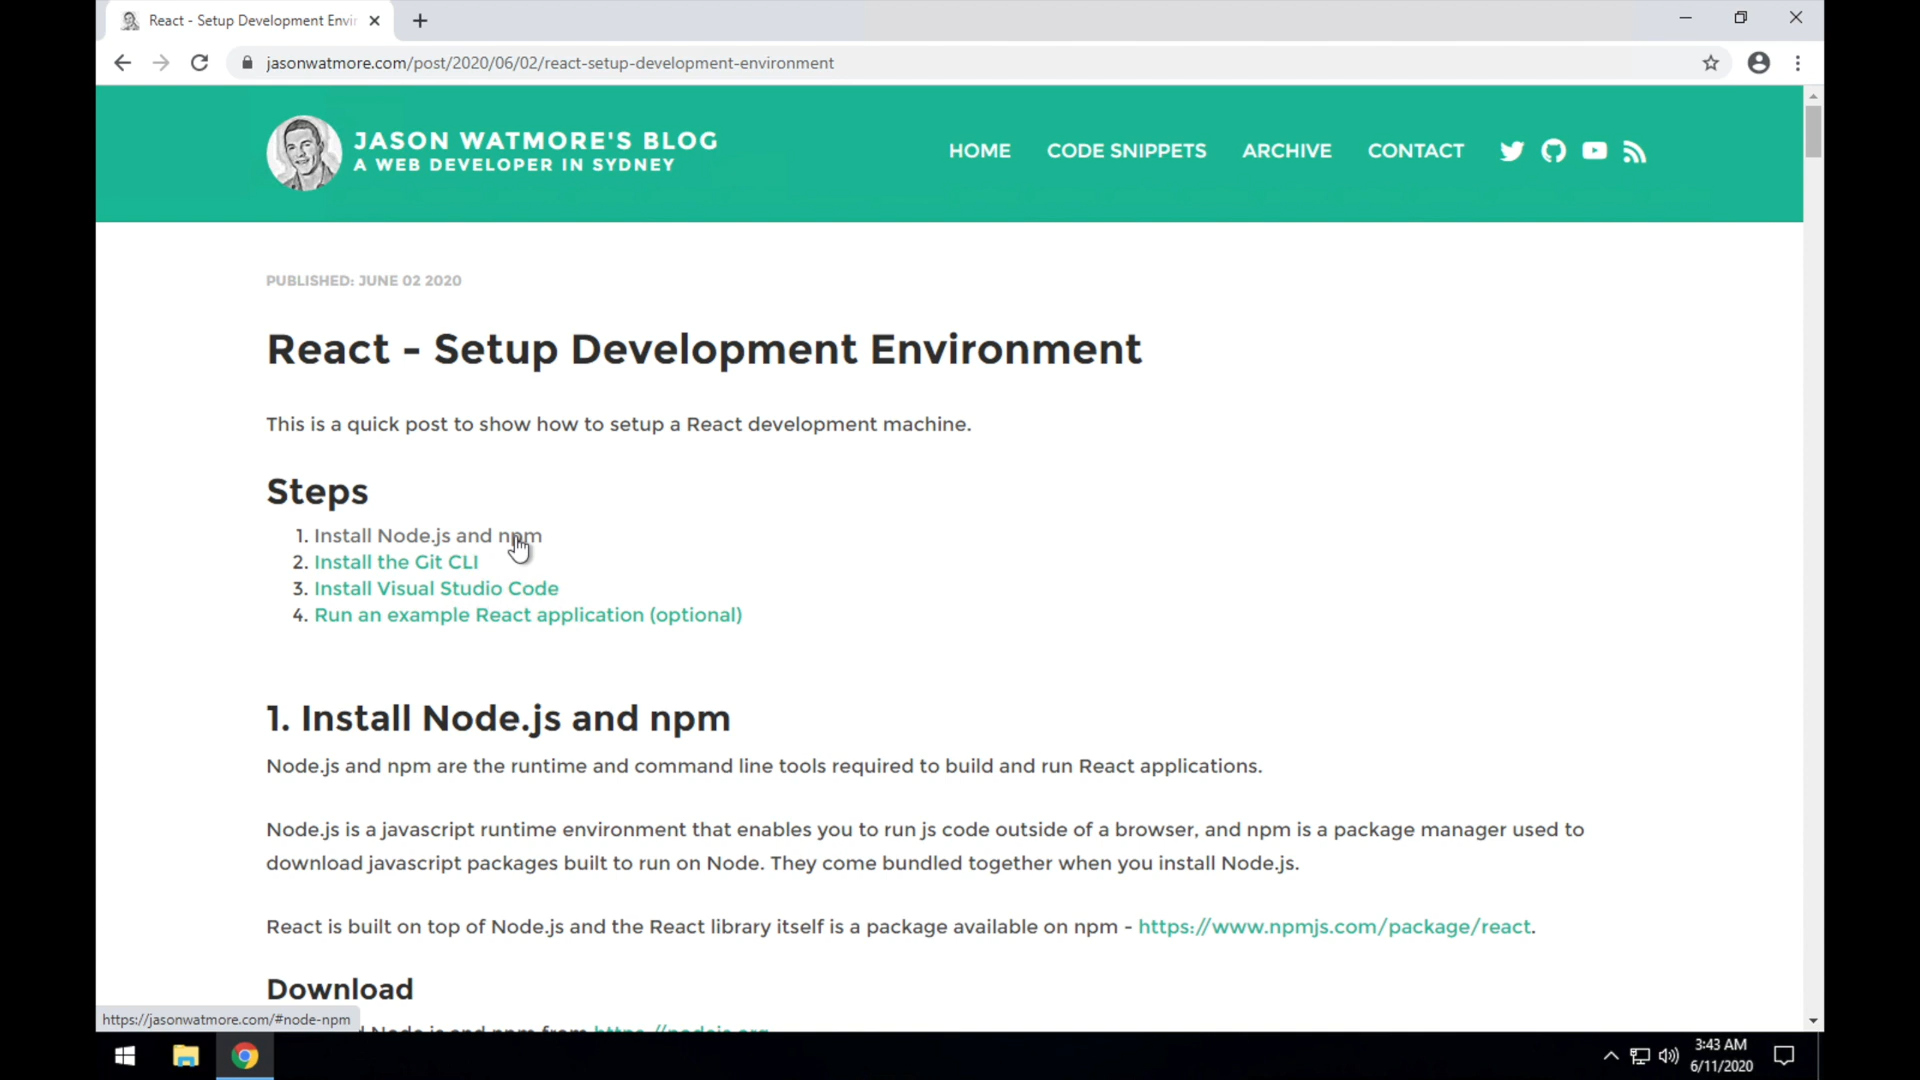 React - Setup Development Envir
jasonwatmore.com/post/2020/06/02/react-setup-development-environment
JASON WATMORE'S BLOG
A WEB DEVELOPER IN SYDNEY
HOME CODE SNIPPETS ARCHIVE CONTACT
PUBLISHED: JUNE 02 2020
React - Setup Development Environment
This is a quick post to show how to setup a React development machine.
Steps
1. Install Node.js and npm
2. Install the Git CLI
3. Install Visual Studio Code
4. Run an example React application (optional)
1. Install Node.js and npm
Node.js and npm are the runtime and command line tools required to build and run React applications.
Node.js is a javascript runtime environment that enables you to run js code outside of a browser, and npm is a package manager used to
download javascript packages built to run on Node. They come bundled together when you install Node.js.
React is built on top of Node.js and the React library itself is a package available on npm - https://www.npmjs.com/package/react.
Download
https://jasonwatmore.com/#node-npm
Node.js and npm from https://nodejs.org
3:43 AM
6/11/2020